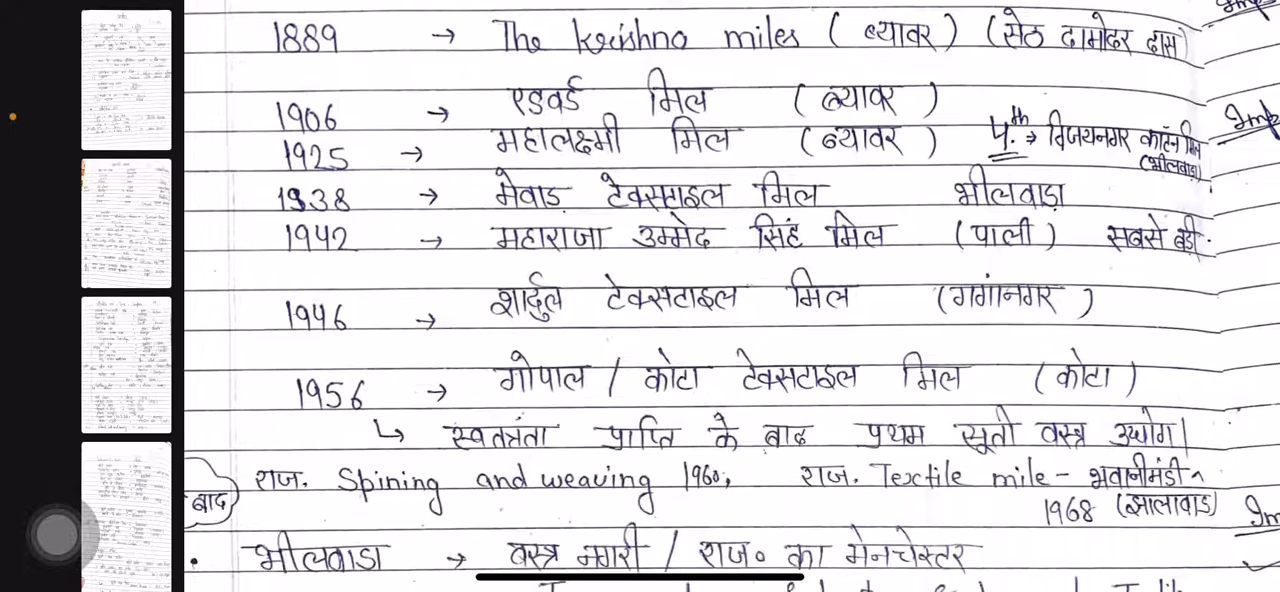 1889 → The Krishna miles (ब्यावर) (सेठ दामोदर दास)
1906 → एडवर्ड मिल (ब्यावर)
1925 → महालक्ष्मी मिल (ब्यावर) 4th → विजयनगर काटन मिल (भीलवाडा)
1938 → मेवाड टेक्सटाइल मिल भीलवाड़ा
1942 → महाराजा उम्मेद सिंह मिल (पाली) सबसे बड़ी.
1946 → शार्दुल टेक्सटाइल मिल (गंगानगर)
1956 → गोपाल / कोटा टेक्सटाइल मिल (कोटा)
↳ स्वतंत्रता प्राप्ति के बाद प्रथम सूती वस्त्र उद्योग।
बाद राज. Spining and weaving 1960, राज Textile mile - भवानीमंडी
1968 (झालावाड) Im
• भीलवाडा → वस्त्र नगरी / राज० का मेनचेस्टर